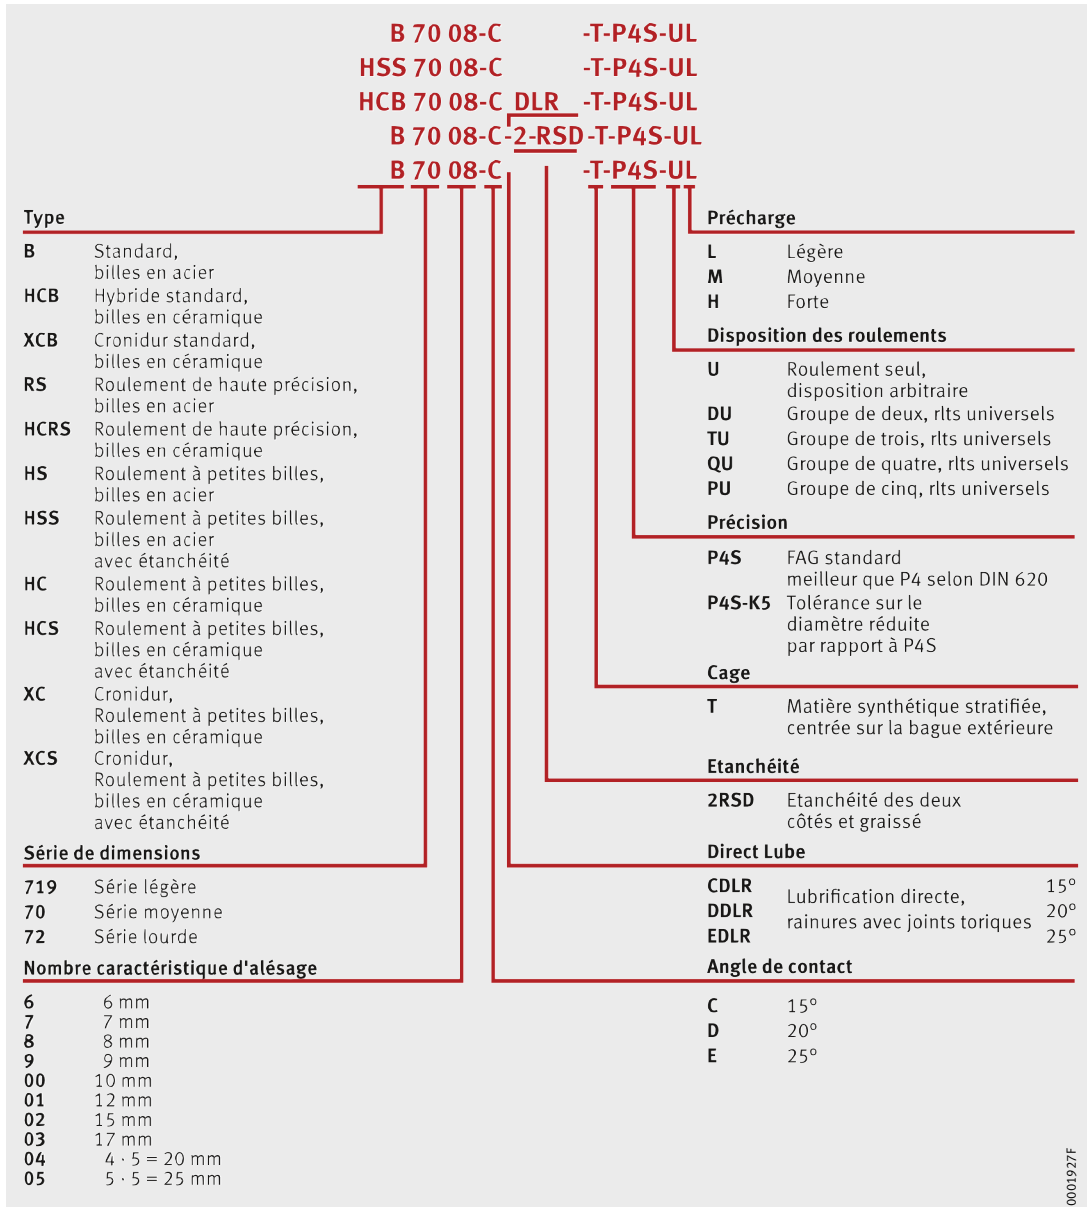 B 70 08-C -T-P4S-UL
HSS 70 08-C -T-P4S-UL
HCB 70 08-C DLR -T-P4S-UL
B 70 08-C-2-RSD-T-P4S-UL
B 70 08-C -T-P4S-UL
Type
B Standard,
billes en acier
HCB Hybride standard,
billes en céramique
XCB Cronidur standard,
billes en céramique
RS Roulement de haute précision,
billes en acier
HCRS Roulement de haute précision,
billes en céramique
HS Roulement à petites billes,
billes en acier
HSS Roulement à petites billes,
billes en acier
avec étanchéité
HC Roulement à petites billes,
billes en céramique
HCS Roulement à petites billes,
billes en céramique
avec étanchéité
XC Cronidur,
Roulement à petites billes,
billes en céramique
XCS Cronidur,
Roulement à petites billes,
billes en céramique
avec étanchéité
Série de dimensions
719 Série légère
70 Série moyenne
72 Série lourde
Nombre caractéristique d'alésage
6 6 mm
7 7 mm
8 8 mm
9 9 mm
00 10 mm
01 12 mm
02 15 mm
03 17 mm
04 4 · 5 = 20 mm
05 5 · 5 = 25 mm
Précharge
L Légère
M Moyenne
H Forte
Disposition des roulements
U Roulement seul,
disposition arbitraire
DU Groupe de deux, rlts universels
TU Groupe de trois, rlts universels
QU Groupe de quatre, rlts universels
PU Groupe de cinq, rlts universels
Précision
P4S FAG standard
meilleur que P4 selon DIN 620
P4S-K5 Tolérance sur le
diamètre réduite
par rapport à P4S
Cage
T Matière synthétique stratifiée,
centrée sur la bague extérieure
Etanchéité
2RSD Etanchéité des deux
côtés et graissé
Direct Lube
CDLR 15°
Lubrification directe,
DDLR 20°
rainures avec joints toriques
EDLR 25°
Angle de contact
C 15°
D 20°
E 25°
0001927F